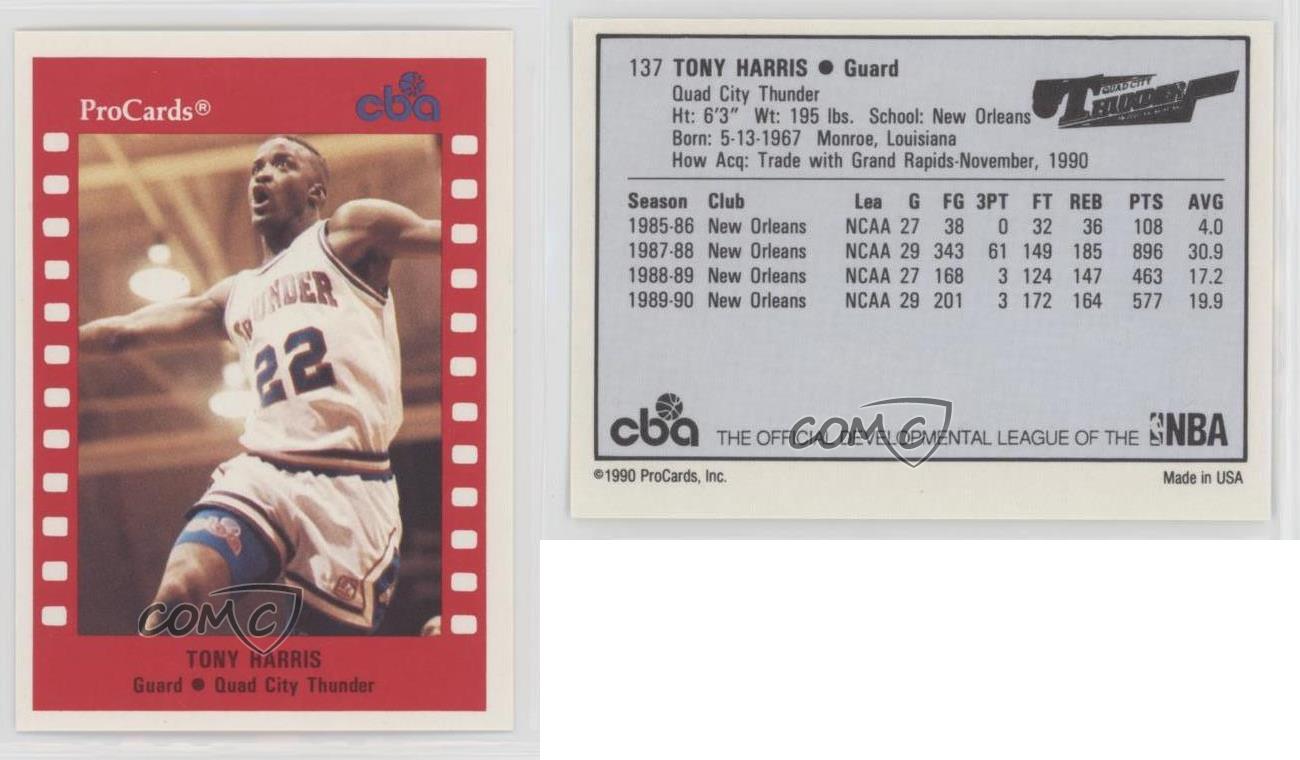 ProCards® cba
THUNDER
22
COMC
TONY HARRIS
Guard ● Quad City Thunder
137 TONY HARRIS ● Guard
QUAD CITY
THUNDER
Quad City Thunder
Ht: 6'3" Wt: 195 lbs. School: New Orleans
Born: 5-13-1967 Monroe, Louisiana
How Acq: Trade with Grand Rapids-November, 1990
Season Club Lea G FG 3PT FT REB PTS AVG
1985-86 New Orleans NCAA 27 38 0 32 36 108 4.0
1987-88 New Orleans NCAA 29 343 61 149 185 896 30.9
1988-89 New Orleans NCAA 27 168 3 124 147 463 17.2
1989-90 New Orleans NCAA 29 201 3 172 164 577 19.9
COMC
cba THE OFFICIAL DEVELOPMENTAL LEAGUE OF THE NBA
©1990 ProCards, Inc. Made in USA